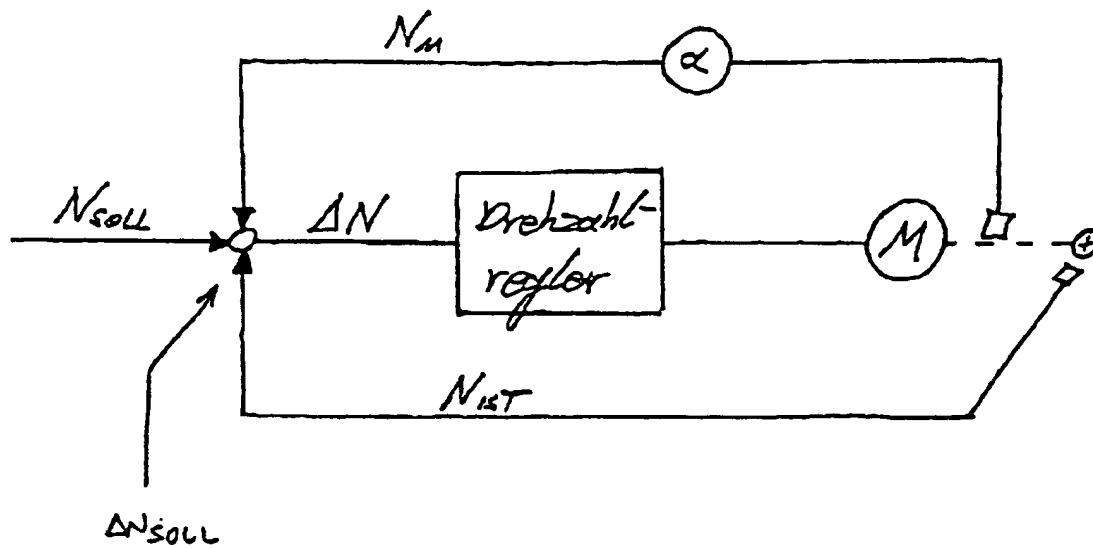 N_M
α
N_SOLL
ΔN
Drehzahl-
regler
M
+
N_IST
ΔN_SOLL